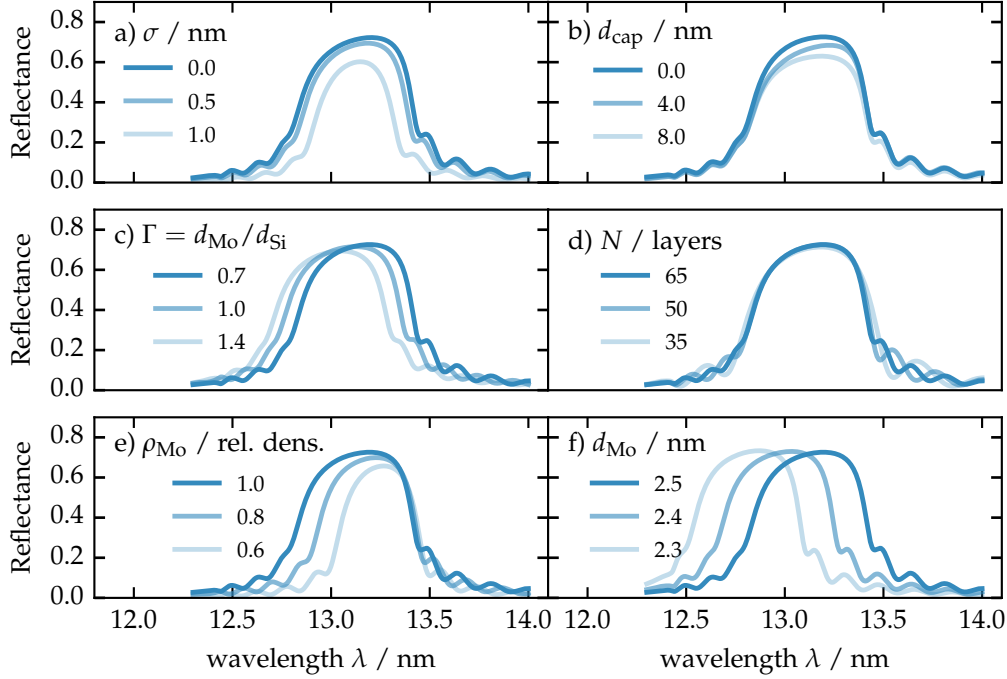 0.8
0.6
0.4
0.2
0.0
Reflectance
a) σ / nm
0.0
0.5
1.0
b) d_cap / nm
0.0
4.0
8.0
0.8
0.6
0.4
0.2
0.0
Reflectance
c) Γ = d_Mo/d_Si
0.7
1.0
1.4
d) N / layers
65
50
35
0.8
0.6
0.4
0.2
0.0
Reflectance
e) ρ_Mo / rel. dens.
1.0
0.8
0.6
f) d_Mo / nm
2.5
2.4
2.3
12.0 12.5 13.0 13.5 14.0
12.0 12.5 13.0 13.5 14.0
wavelength λ / nm
wavelength λ / nm